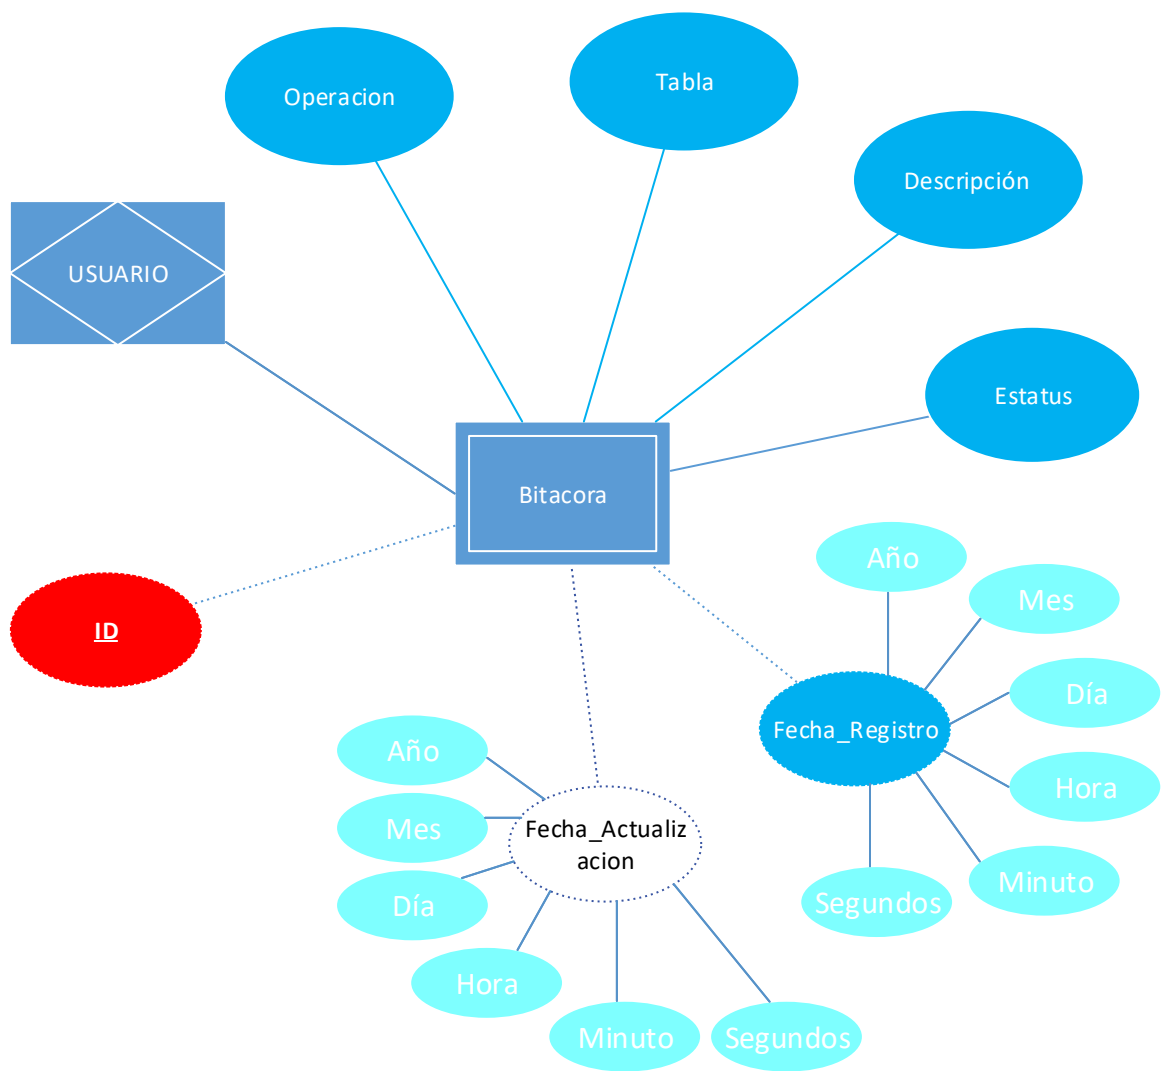 Operacion
Tabla
Descripción
USUARIO
Estatus
Bitacora
ID
Año
Mes
Día
Fecha_Registro
Hora
Minuto
Segundos
Año
Mes
Fecha_Actualiz
acion
Día
Hora
Minuto
Segundos